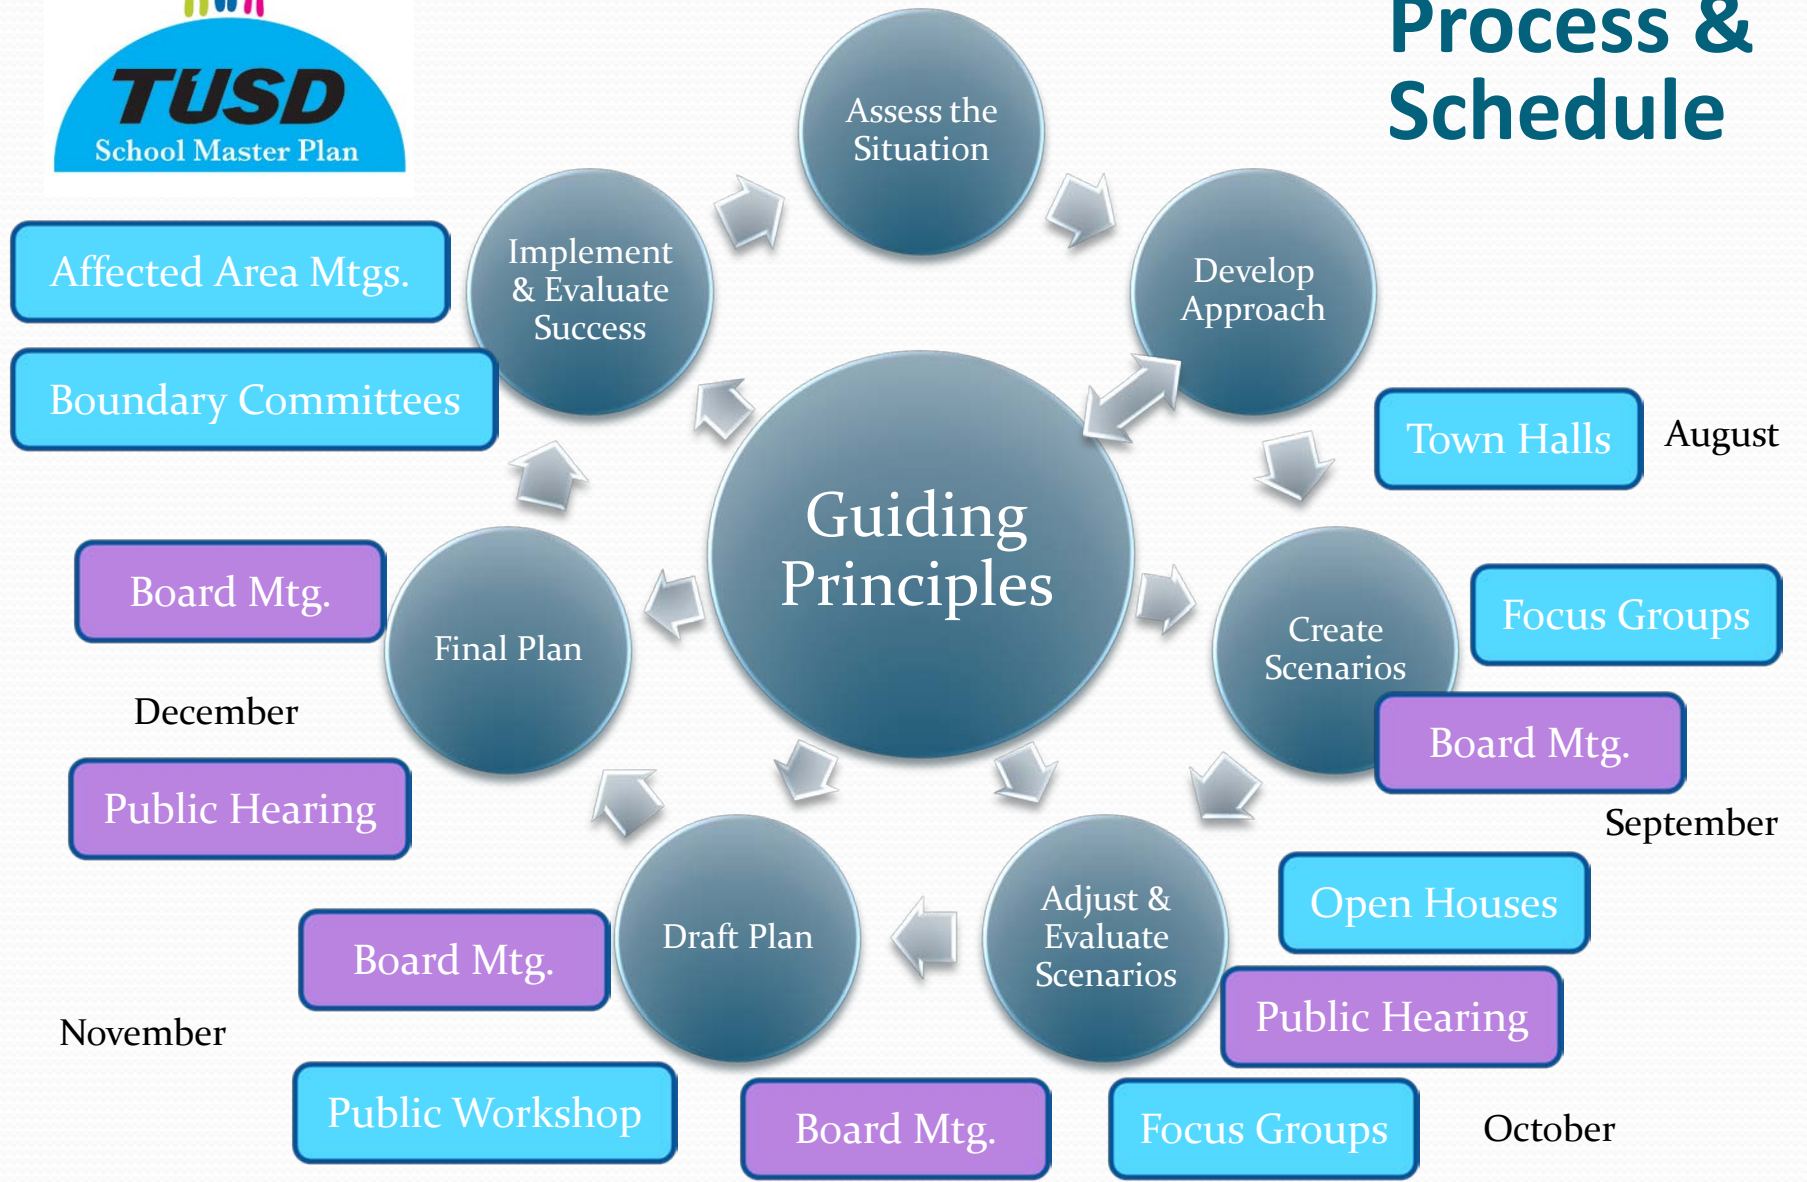 TUSD
School Master Plan
Process &
Schedule
Assess the
Situation
Develop
Approach
Town Halls
August
Create
Scenarios
Focus Groups
Board Mtg.
September
Open Houses
Adjust &
Evaluate
Scenarios
Public Hearing
Focus Groups
October
Board Mtg.
Draft Plan
Board Mtg.
November
Public Workshop
Final Plan
Board Mtg.
December
Public Hearing
Implement
& Evaluate
Success
Affected Area Mtgs.
Boundary Committees
Guiding
Principles